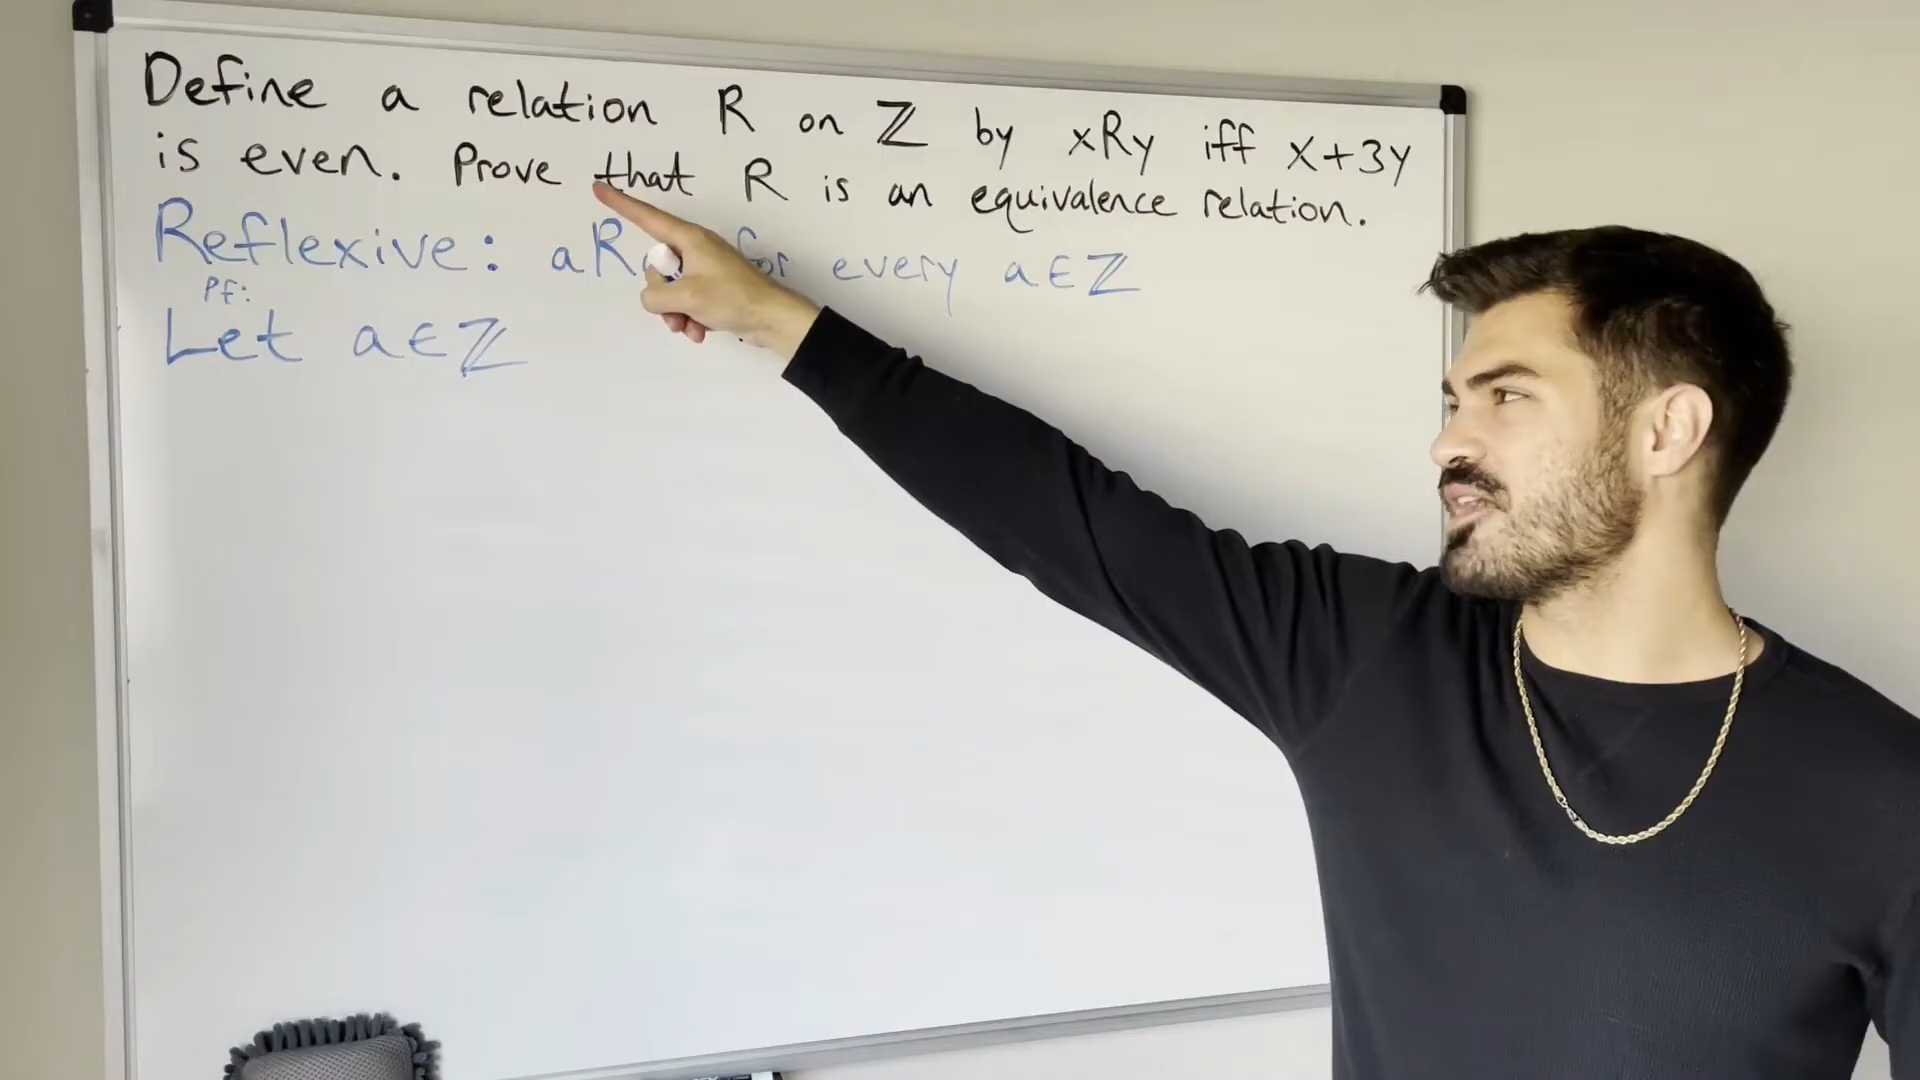 Define a relation R on ℤ by xRy iff x+3y
is even. Prove that R is an equivalence relation.
Reflexive: aRa for every a∈ℤ
Pf:
Let a∈ℤ